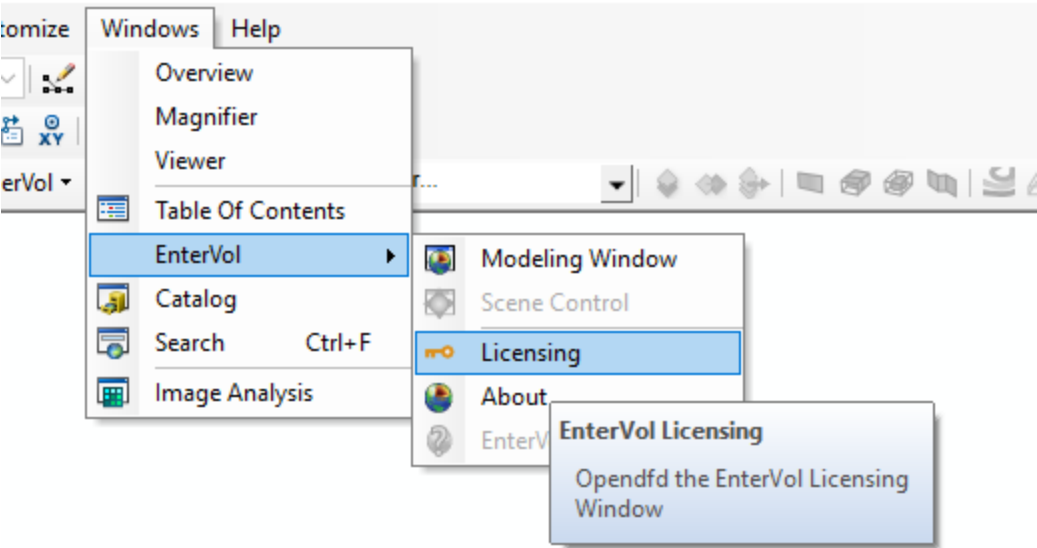 tomize Windows Help
Overview
Magnifier
XY
Viewer
erVol r...
Table Of Contents
EnterVol Modeling Window
Catalog Scene Control
Search Ctrl+F Licensing
Image Analysis About
EnterV
EnterVol Licensing
Opendfd the EnterVol Licensing
Window